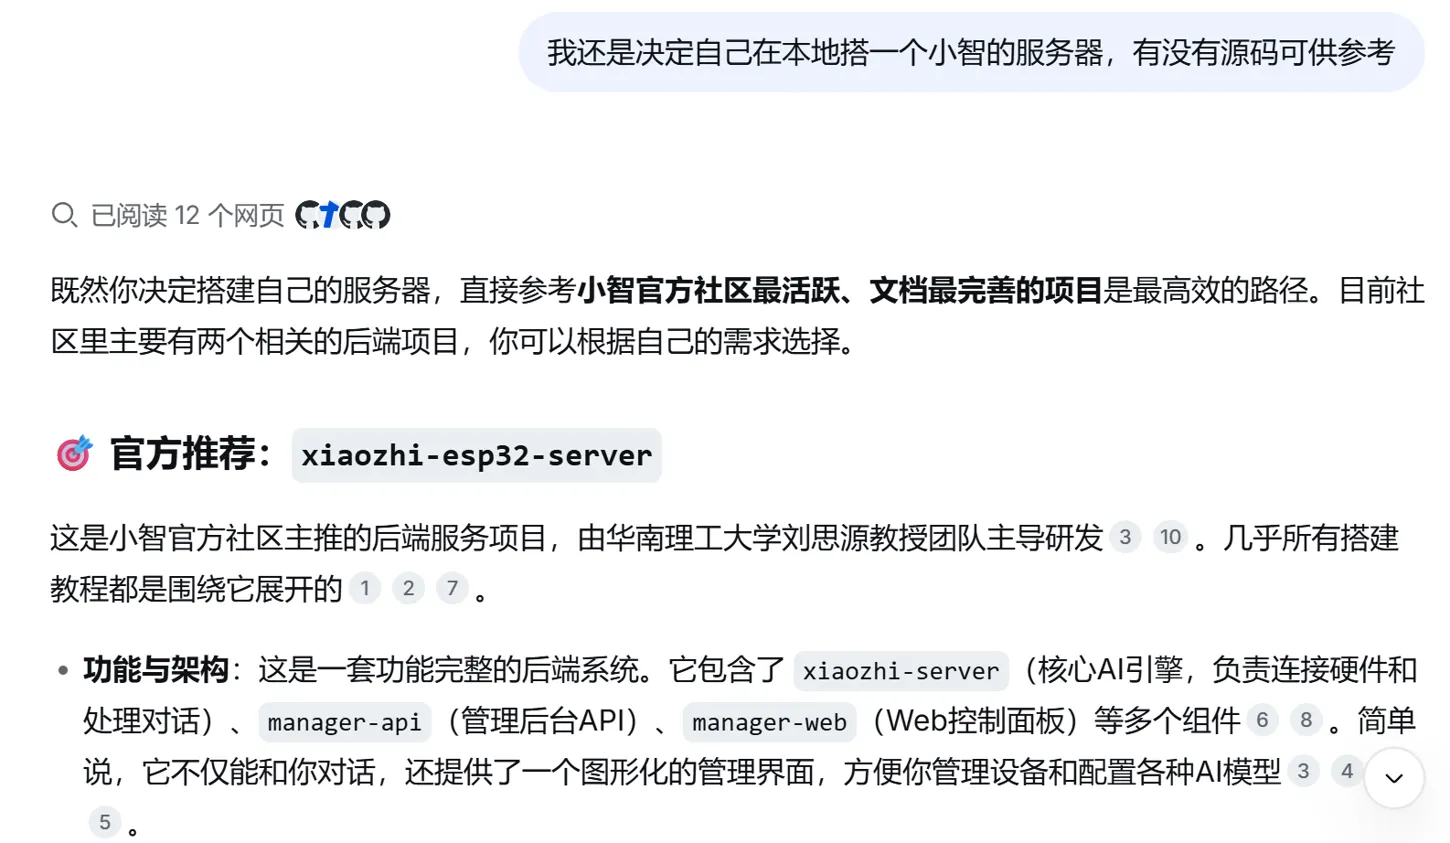 我还是决定自己在本地搭一个小智的服务器，有没有源码可供参考
已阅读 12 个网页
既然你决定搭建自己的服务器，直接参考小智官方社区最活跃、文档最完善的项目是最高效的路径。目前社
区里主要有两个相关的后端项目，你可以根据自己的需求选择。
官方推荐：xiaozhi-esp32-server
这是小智官方社区主推的后端服务项目，由华南理工大学刘思源教授团队主导研发 3 10 。几乎所有搭建
教程都是围绕它展开的 1 2 7 。
• 功能与架构：这是一套功能完整的后端系统。它包含了 xiaozhi-server （核心AI引擎，负责连接硬件和
处理对话）、 manager-api （管理后台API）、 manager-web （Web控制面板）等多个组件 6 8 。简单
说，它不仅能和你对话，还提供了一个图形化的管理界面，方便你管理设备和配置各种AI模型 3 4
5 。